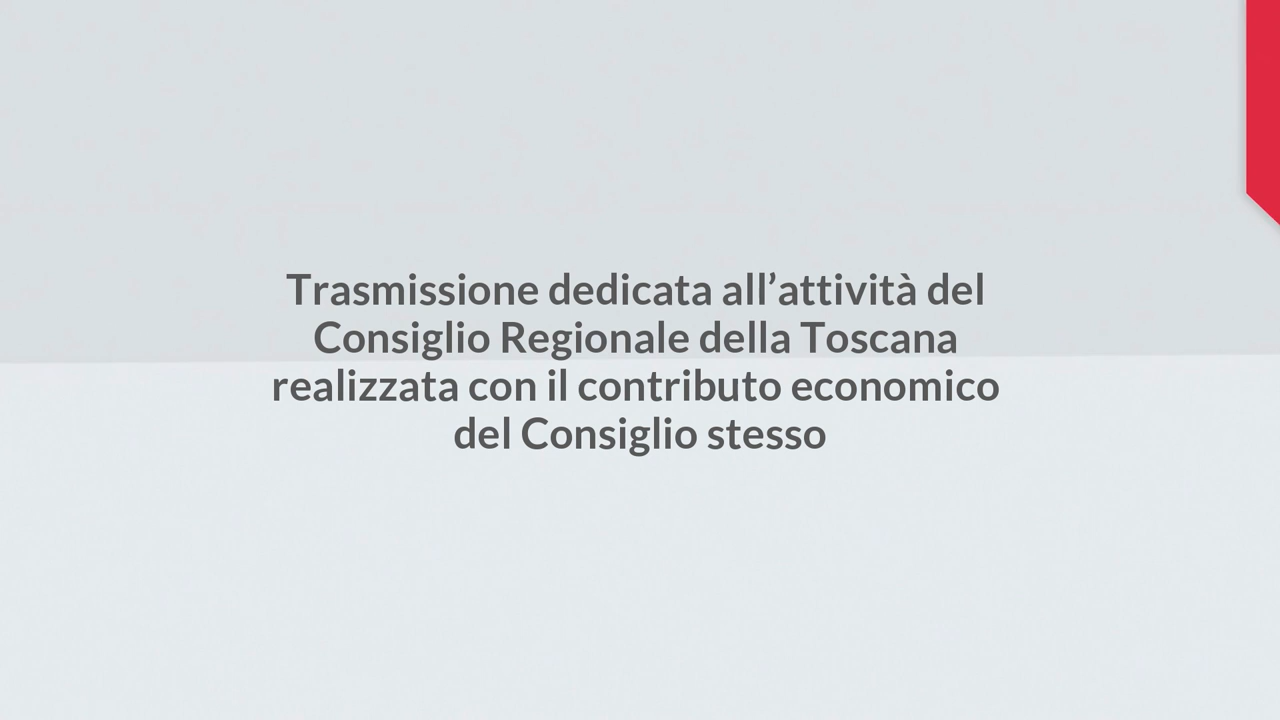 Trasmissione dedicata all’attività del
Consiglio Regionale della Toscana
realizzata con il contributo economico
del Consiglio stesso